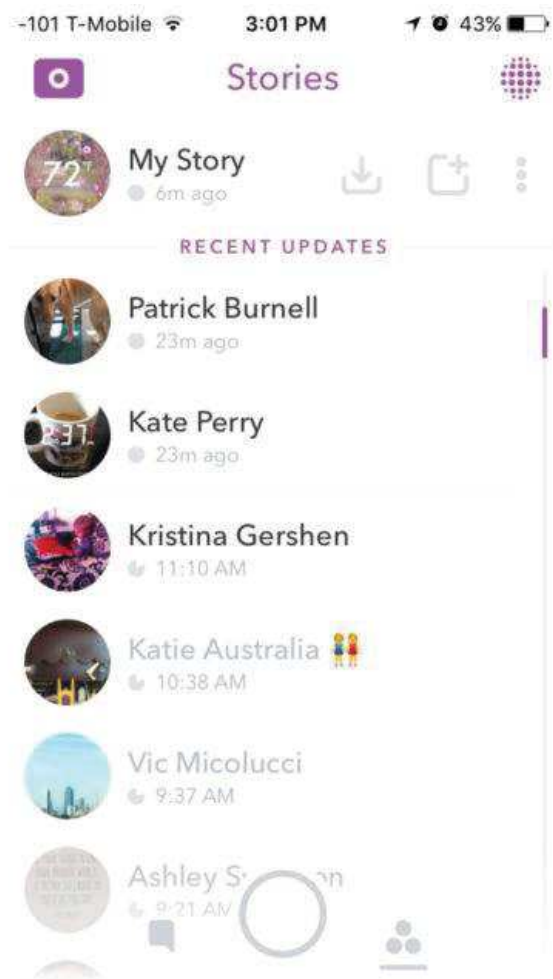 -101 T-Mobile 3:01 PM 43%
Stories
72°
My Story
6m ago
RECENT UPDATES
Patrick Burnell
23m ago
Kate Perry
:37
23m ago
Kristina Gershen
11:10 AM
Katie Australia
10:38 AM
Vic Micolucci
9:37 AM
Ashley
9:21 AM